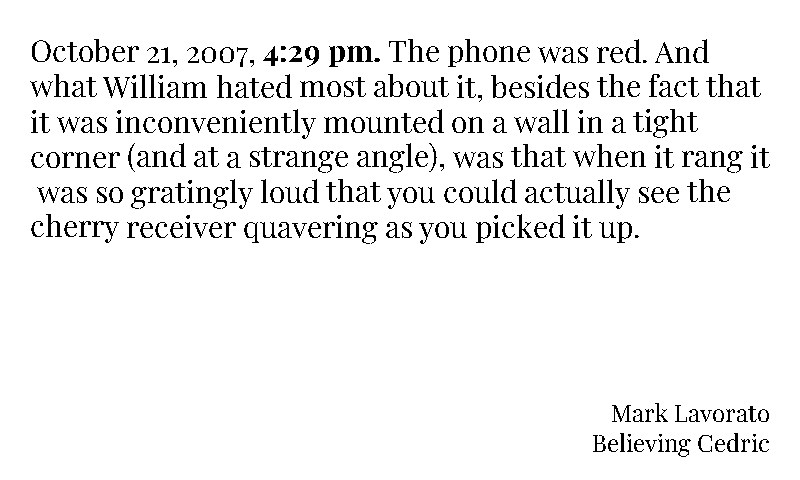 October 21, 2007, 4:29 pm. The phone was red. And
what William hated most about it, besides the fact that
it was inconveniently mounted on a wall in a tight
corner (and at a strange angle), was that when it rang it
was so gratingly loud that you could actually see the
cherry receiver quavering as you picked it up.
Mark Lavorato
Believing Cedric